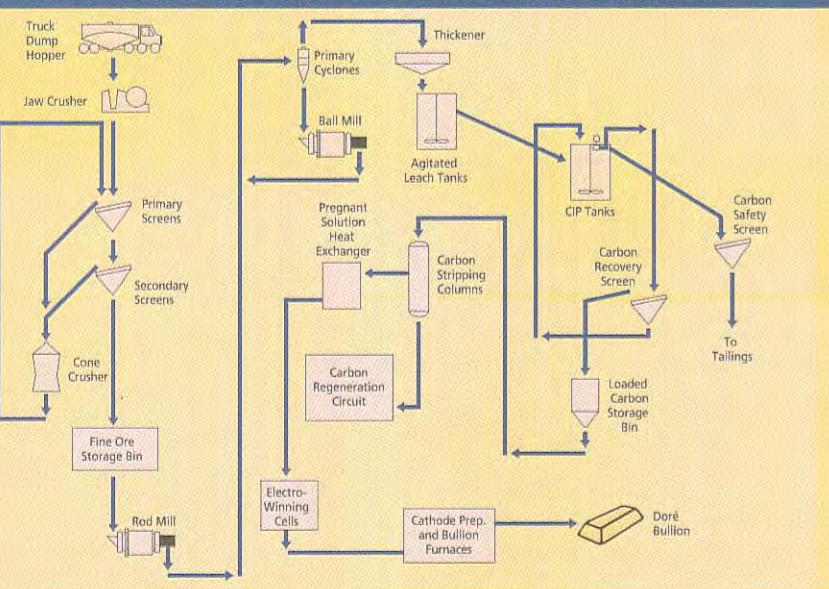 Truck
Dump
Hopper
Jaw Crusher
Primary
Screens
Secondary
Screens
Cone
Crusher
Fine Ore
Storage Bin
Rod Mill
Primary
Cyclones
Ball Mill
Thickener
Agitated
Leach Tanks
CIP Tanks
Carbon
Safety
Screen
To
Tailings
Carbon
Recovery
Screen
Loaded
Carbon
Storage
Bin
Carbon
Stripping
Columns
Pregnant
Solution
Heat
Exchanger
Carbon
Regeneration
Circuit
Electro-
Winning
Cells
Cathode Prep.
and Bullion
Furnaces
Doré
Bullion